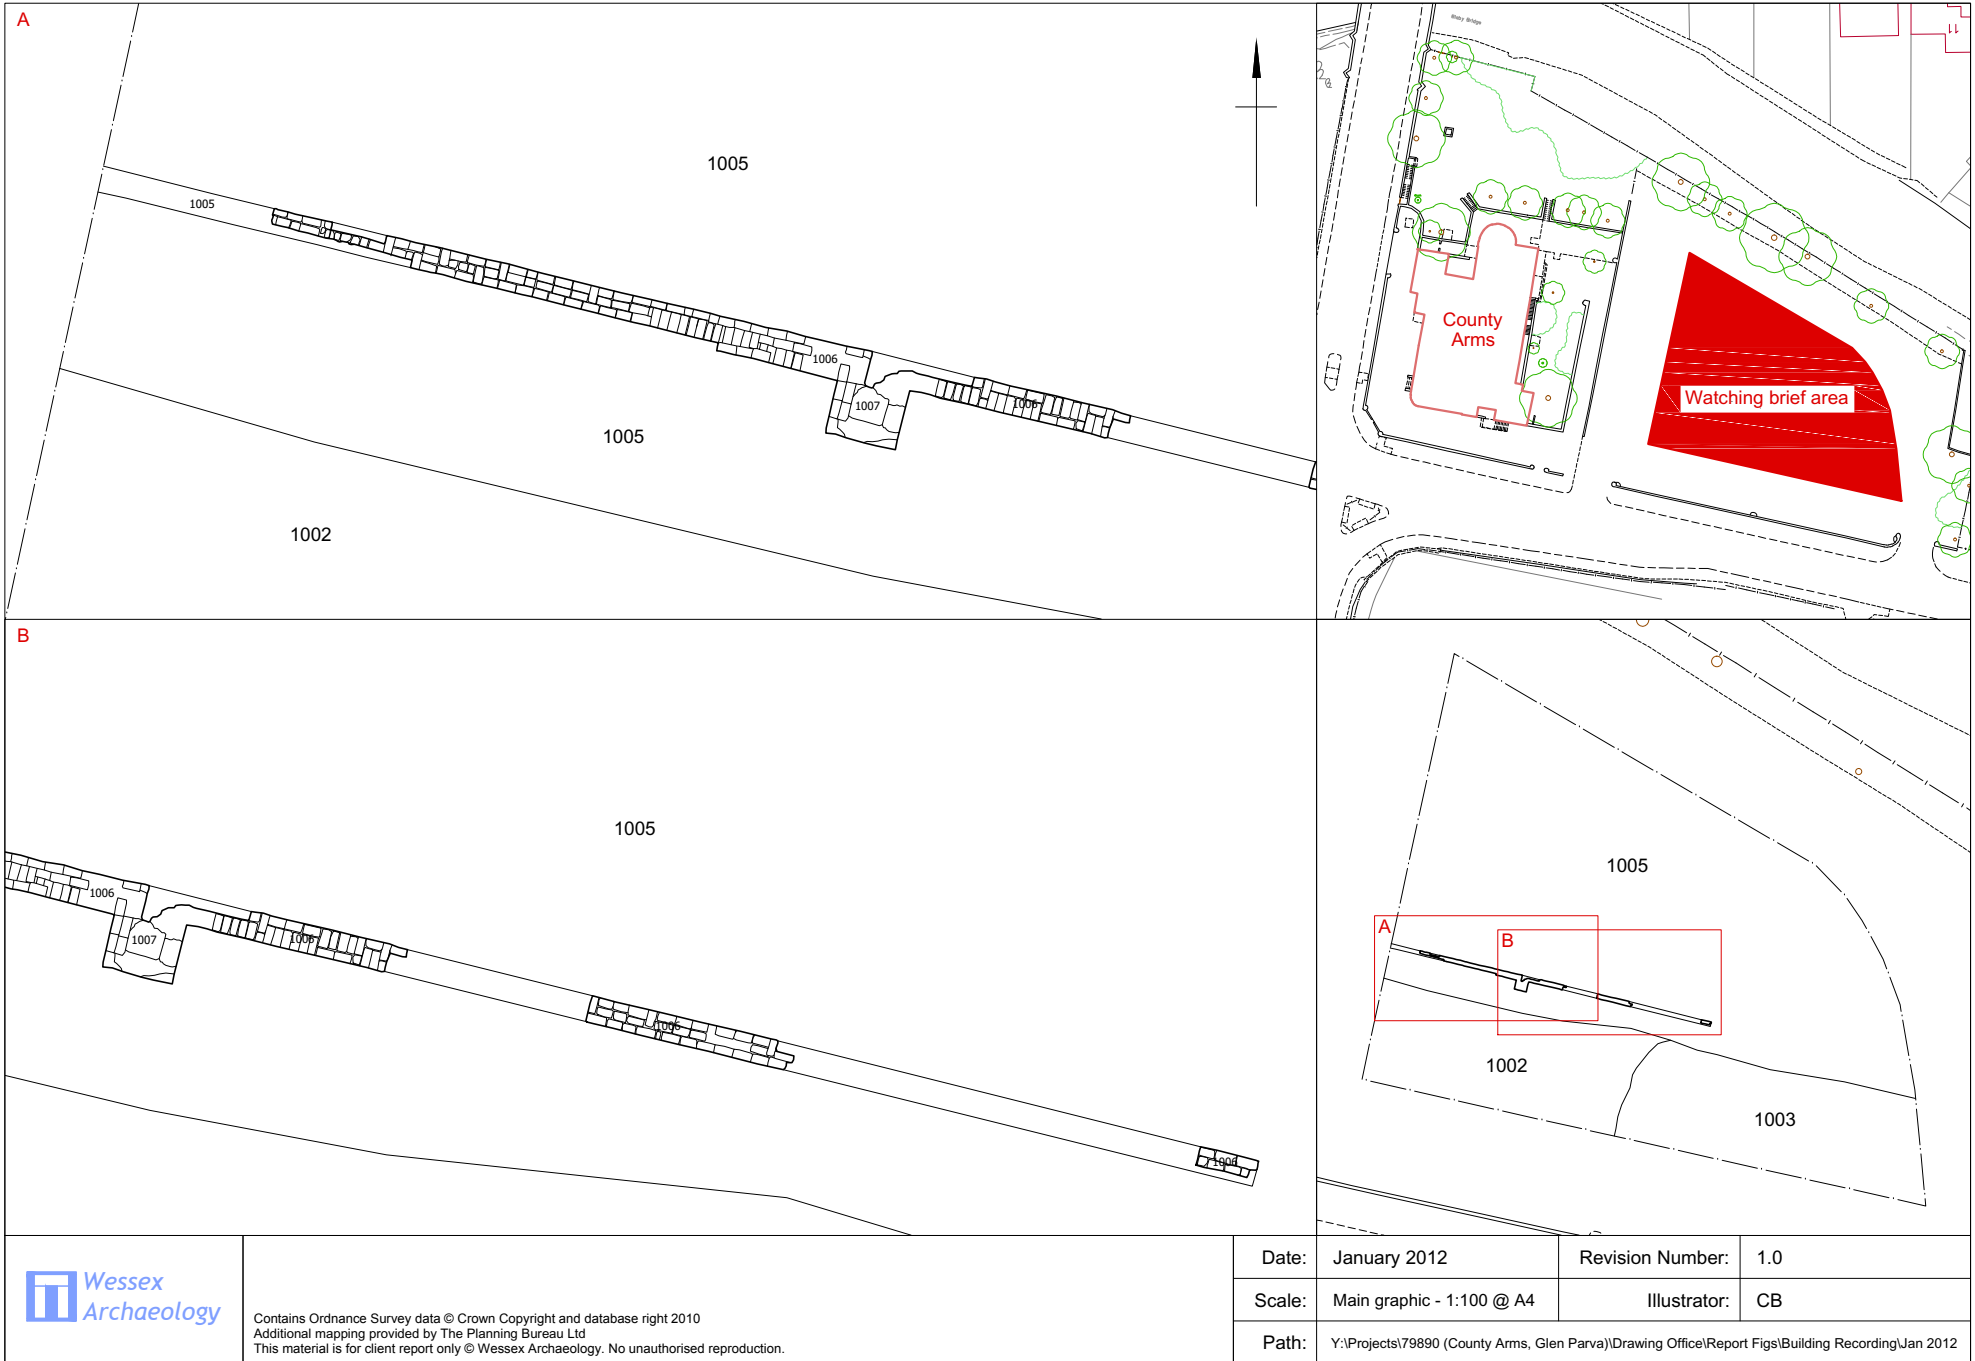 A
1005
1005
1006
1007
1006
1005
1002
Blaby Bridge
County
Arms
Watching brief area
B
1005
1006
1007
1006
1006
1006
1005
A
B
1002
1003
Wessex
Archaeology
Contains Ordnance Survey data © Crown Copyright and database right 2010
Additional mapping provided by The Planning Bureau Ltd
This material is for client report only © Wessex Archaeology. No unauthorised reproduction.
Date: January 2012 Revision Number: 1.0
Scale: Main graphic - 1:100 @ A4 Illustrator: CB
Path: Y:\Projects\79890 (County Arms, Glen Parva)\Drawing Office\Report Figs\Building Recording\Jan 2012